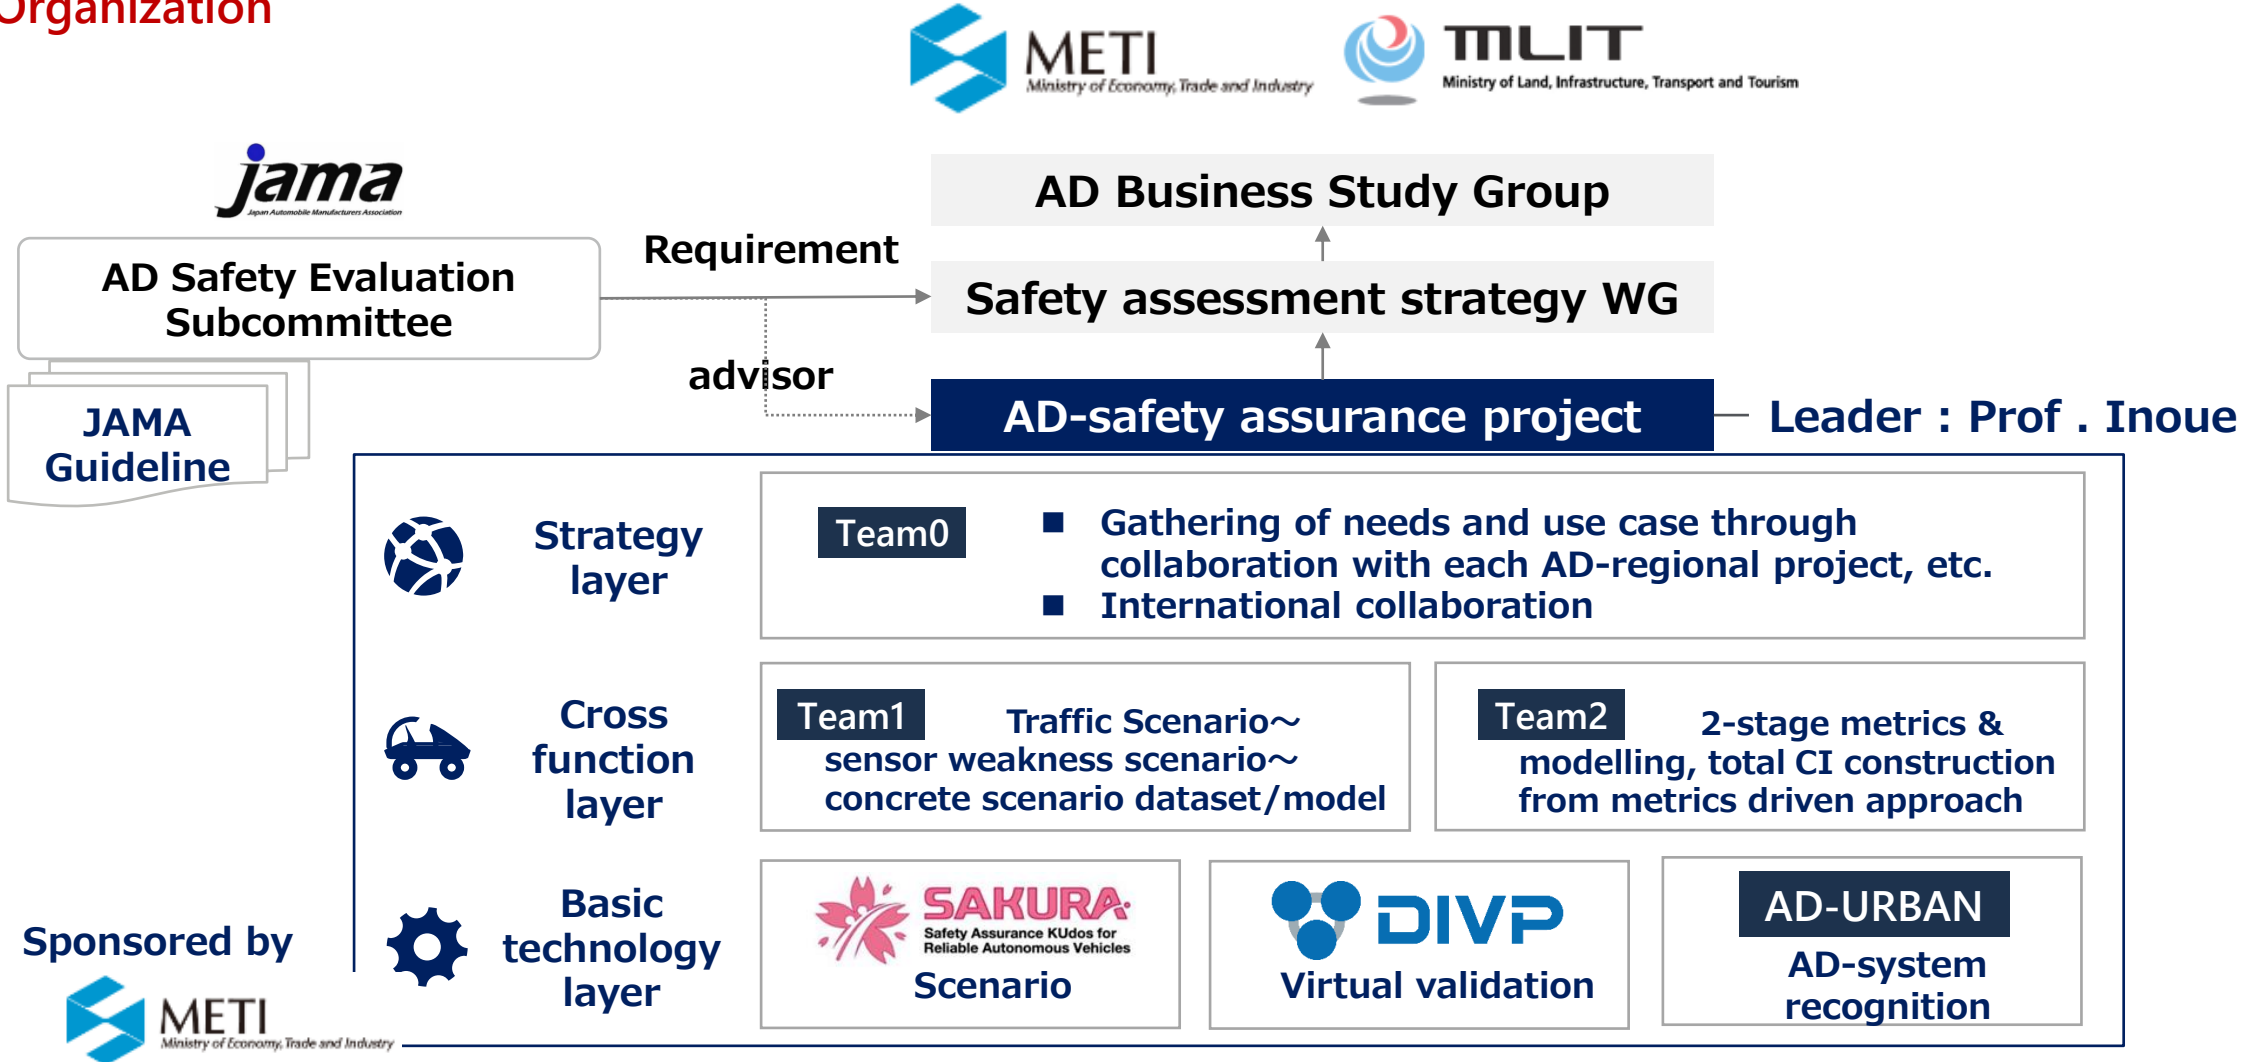 Organization
METI
Ministry of Economy, Trade and Industry
MLIT
Ministry of Land, Infrastructure, Transport and Tourism
jama
Japan Automobile Manufacturers Association
AD Safety Evaluation
Subcommittee
JAMA
Guideline
Requirement
advisor
AD Business Study Group
Safety assessment strategy WG
AD-safety assurance project
Leader : Prof . Inoue
Strategy
layer
Team0
■ Gathering of needs and use case through
collaboration with each AD-regional project, etc.
■ International collaboration
Cross
function
layer
Team1
Traffic Scenario～
sensor weakness scenario～
concrete scenario dataset/model
Team2
2-stage metrics &
modelling, total CI construction
from metrics driven approach
Basic
technology
layer
SAKURA
Safety Assurance KUdos for
Reliable Autonomous Vehicles
Scenario
DIVP
Virtual validation
AD-URBAN
AD-system
recognition
Sponsored by
METI
Ministry of Economy, Trade and Industry